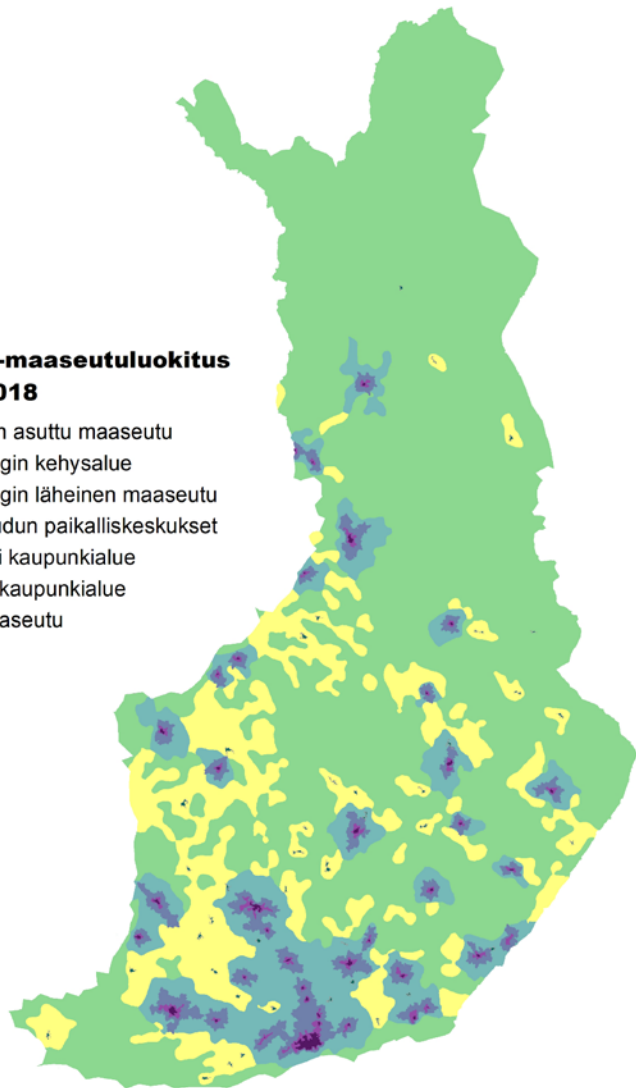 -maaseutuluokitus
018
n asuttu maaseutu
gin kehysalue
gin läheinen maaseutu
udun paikalliskeskukset
i kaupunkialue
kaupunkialue
aseutu